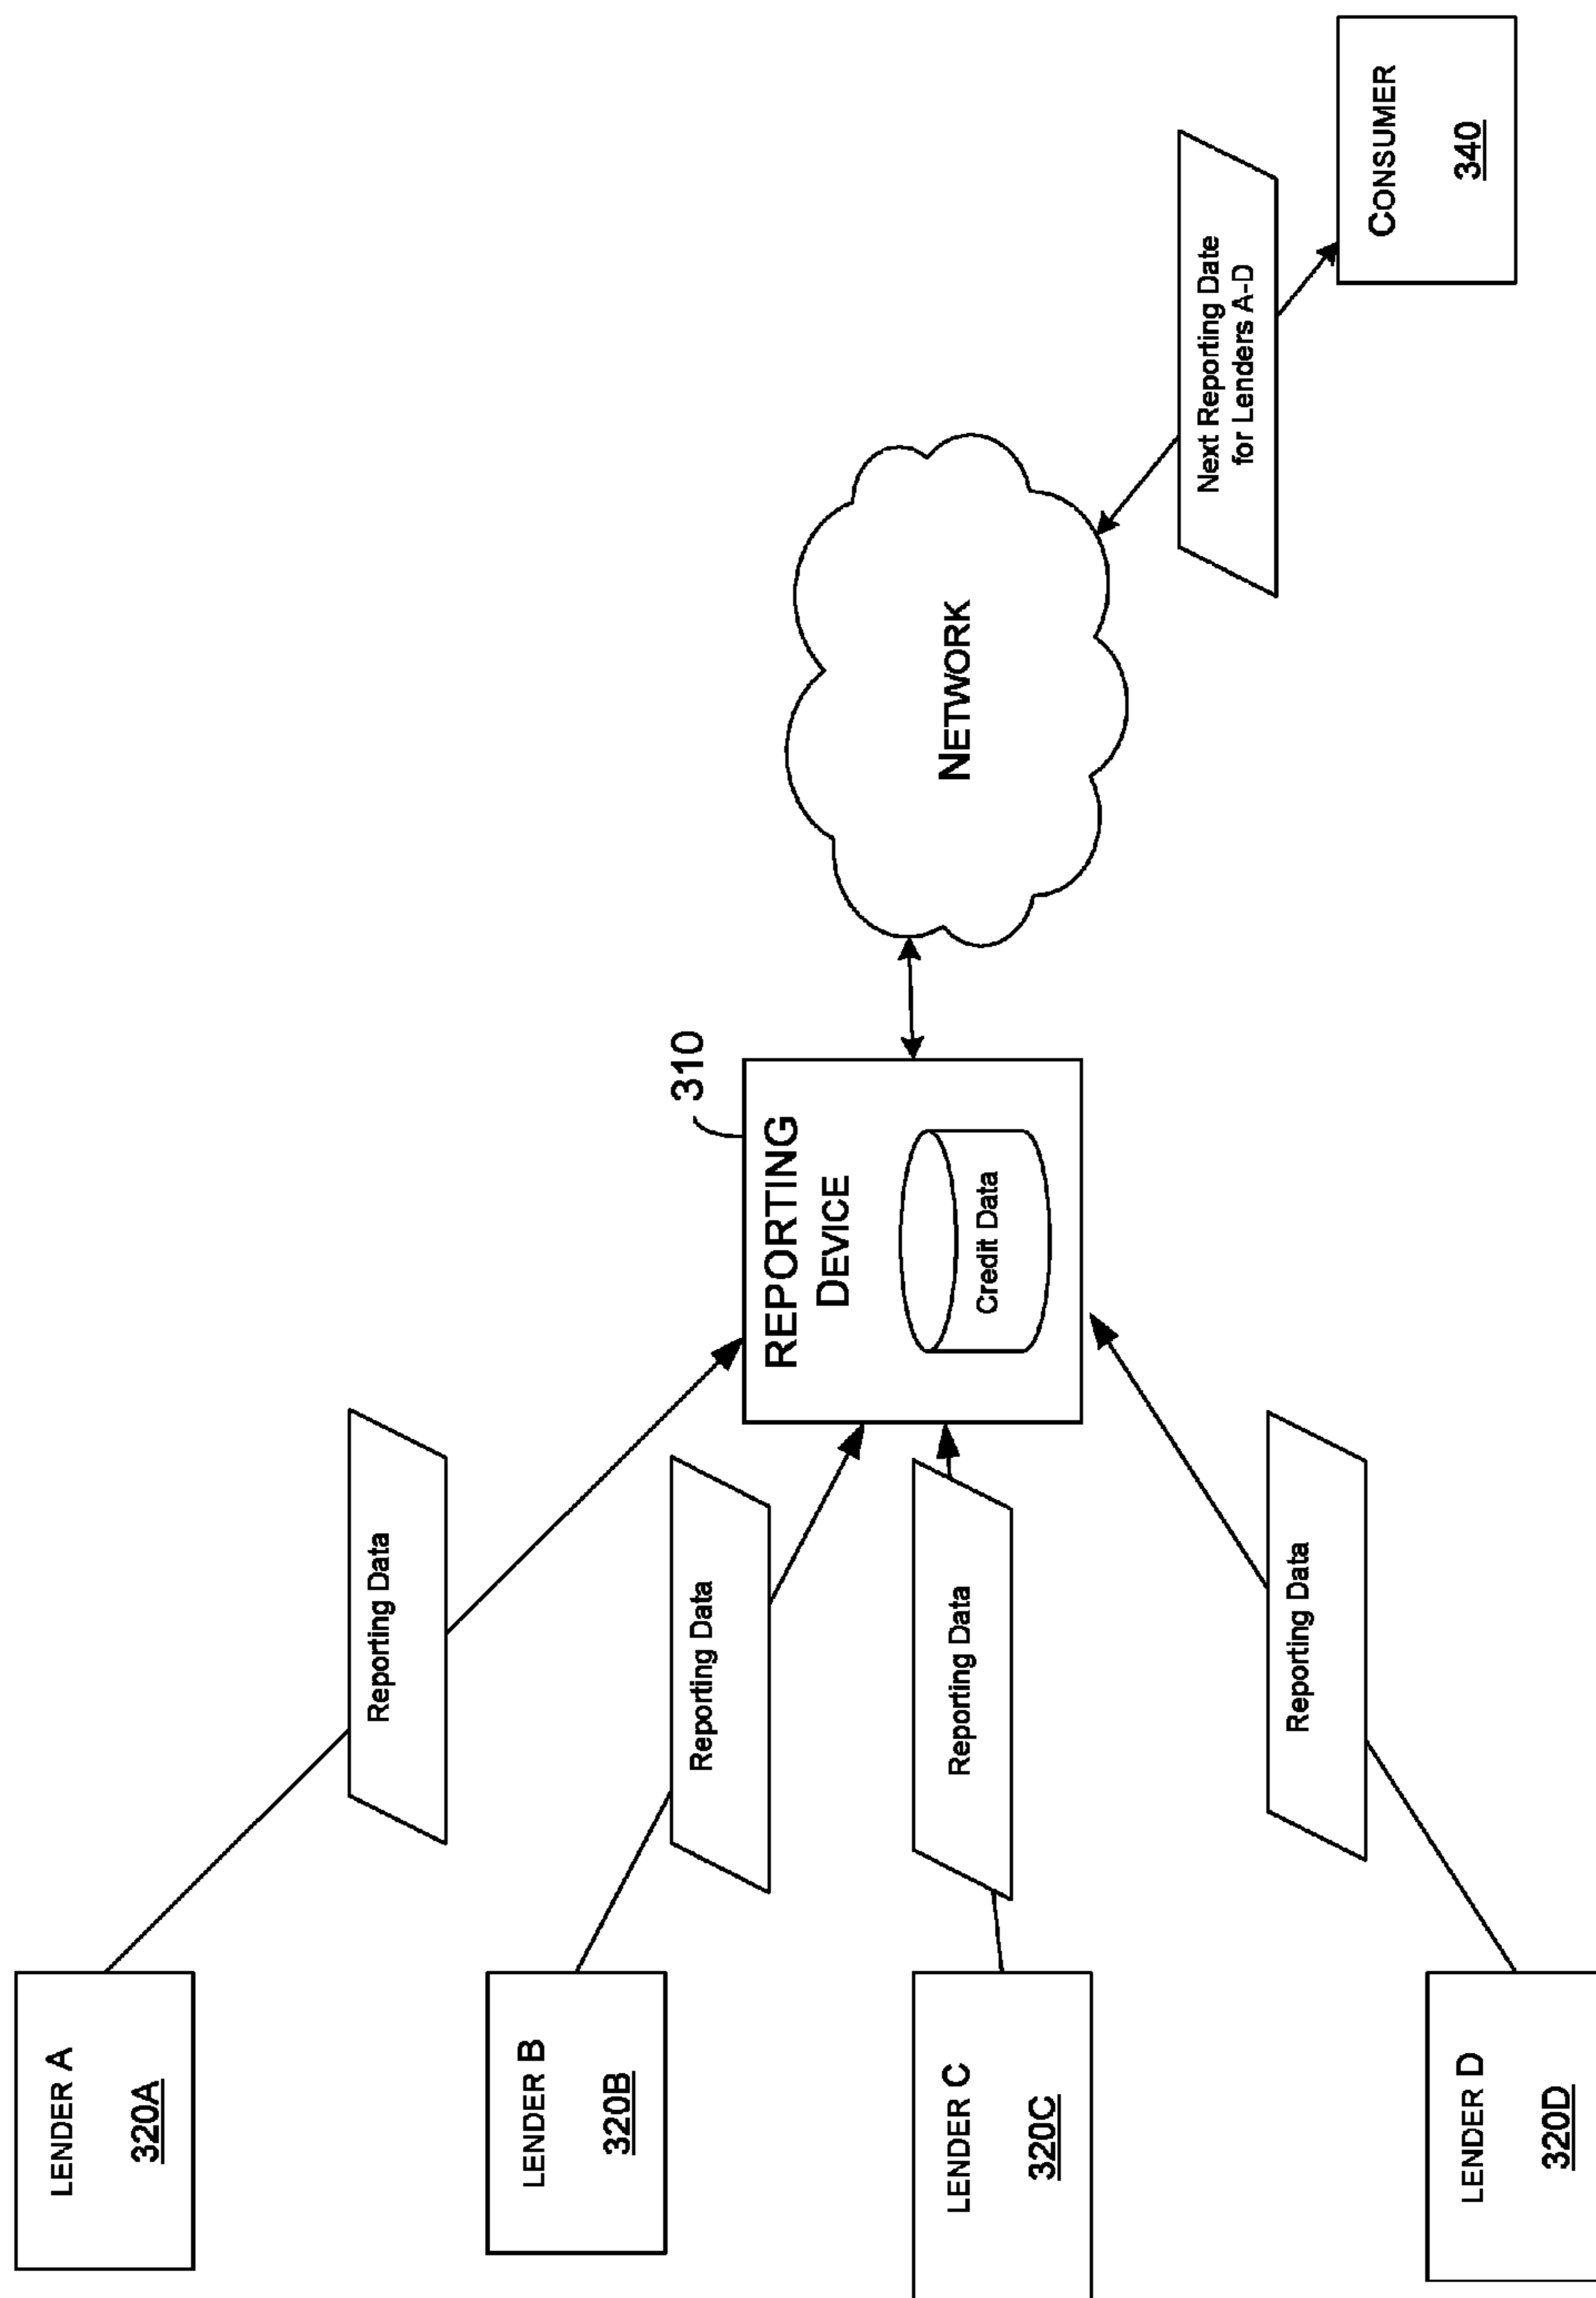 LENDER A
320A
LENDER B
320B
LENDER C
320C
LENDER D
320D
Reporting Data
Reporting Data
Reporting Data
Reporting Data
310
REPORTING
DEVICE
Credit Data
NETWORK
Next Reporting Date
for Lenders A-D
CONSUMER
340